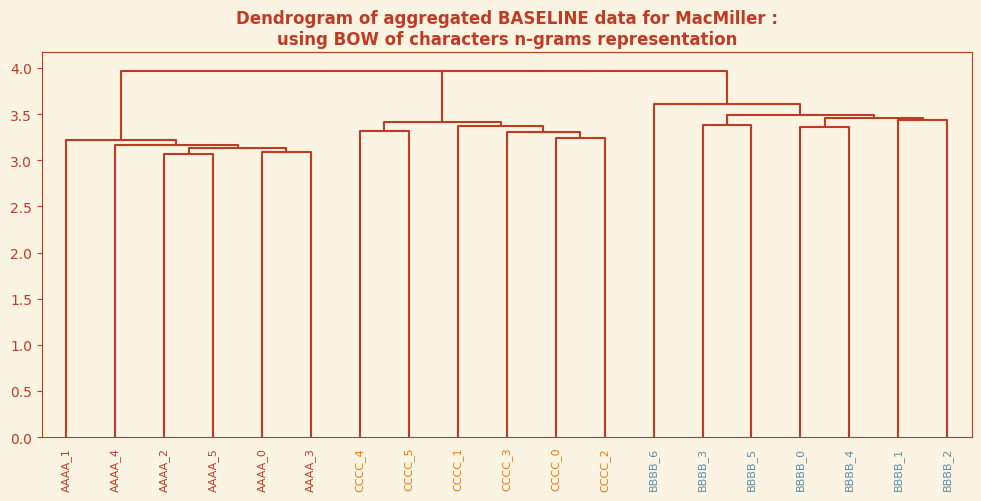 Dendrogram of aggregated BASELINE data for MacMiller :
using BOW of characters n-grams representation
4.0
3.5
3.0
2.5
2.0
1.5
1.0
0.5
0.0
AAAA_1
AAAA_4
AAAA_2
AAAA_5
AAAA_0
AAAA_3
CCCC_4
CCCC_5
CCCC_1
CCCC_3
CCCC_0
CCCC_2
BBBB_6
BBBB_3
BBBB_5
BBBB_0
BBBB_4
BBBB_1
BBBB_2